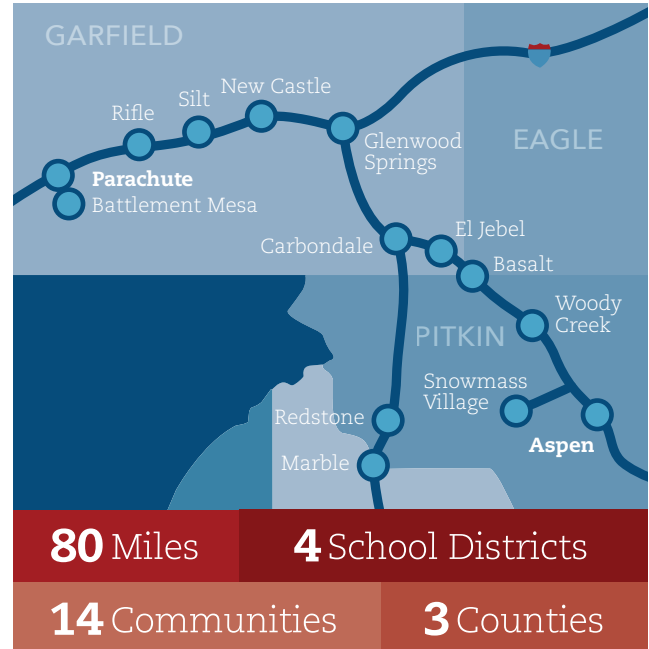 GARFIELD
New Castle
Silt
Rifle
Glenwood
Springs
EAGLE
Parachute
Battlement Mesa
El Jebel
Carbondale
Basalt
Woody
Creek
PITKIN
Snowmass
Village
Redstone
Aspen
Marble
80 Miles
4 School Districts
14 Communities
3 Counties